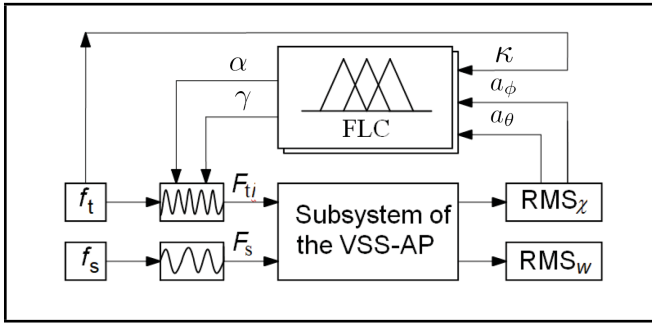 κ
α
a_ϕ
γ
FLC
a_θ
f_t
F_ti
Subsystem of
the VSS-AP
RMS_χ
f_s
F_s
RMS_w